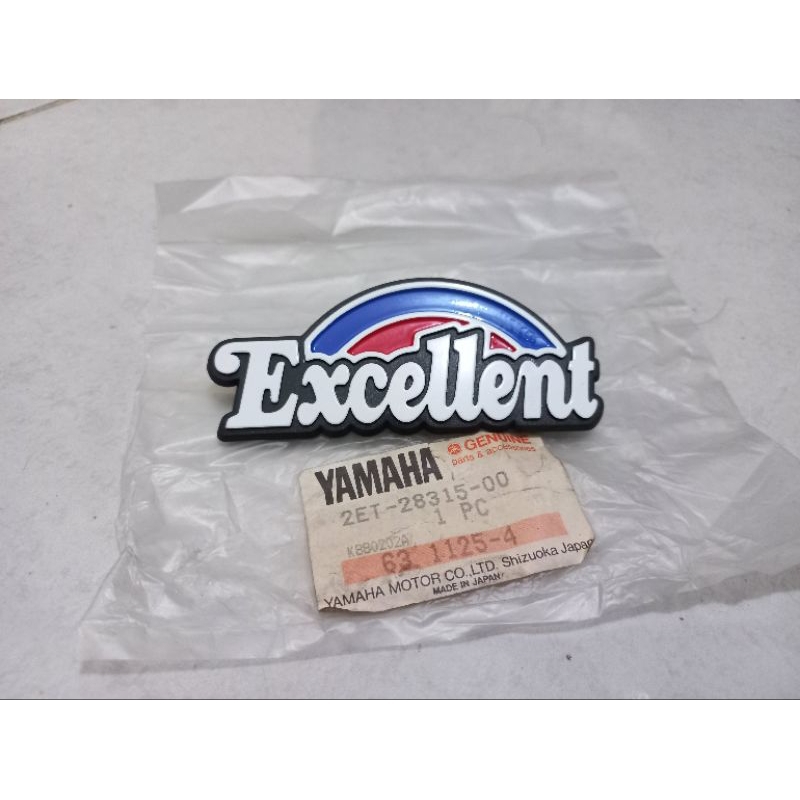 Excellent
YAMAHA
GENUINE
parts & accessories
2ET-28315-00
1 PC
K880202A
63 1125-4
YAMAHA MOTOR CO.,LTD. Shizuoka Japan
MADE IN JAPAN